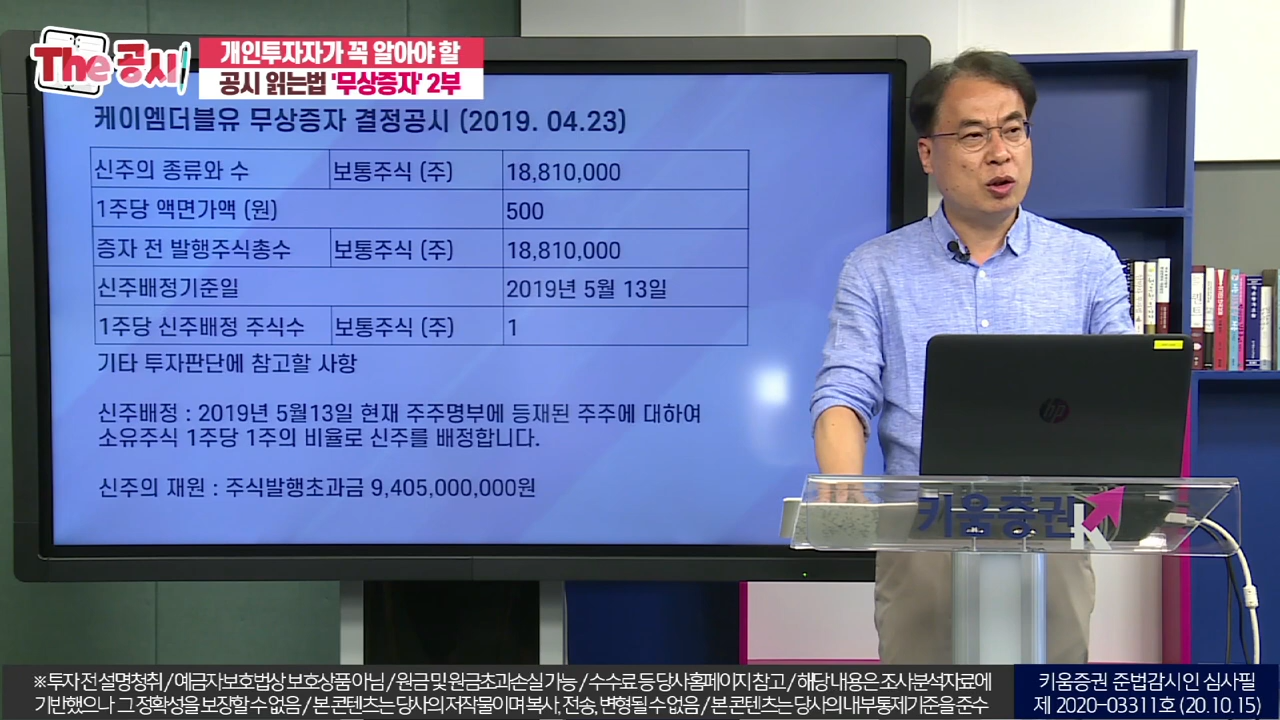 The 공시
개인투자자가 꼭 알아야 할
공시 읽는법 '무상증자' 2부
케이엠더블유 무상증자 결정공시 (2019. 04.23)
신주의 종류와 수 보통주식 (주) 18,810,000
1주당 액면가액 (원) 500
증자 전 발행주식총수 보통주식 (주) 18,810,000
신주배정기준일 2019년 5월 13일
1주당 신주배정 주식수 보통주식 (주) 1
기타 투자판단에 참고할 사항
신주배정 : 2019년 5월13일 현재 주주명부에 등재된 주주에 대하여
소유주식 1주당 1주의 비율로 신주를 배정합니다.
신주의 재원 : 주식발행초과금 9,405,000,000원
hp
키움증권 K
※ 투자 전 설명청취 / 예금자보호법상 보호상품 아님 / 원금 및 원금초과손실 가능 / 수수료 등 당사홈페이지 참고 / 해당 내용은 조사분석자료에
기반했으나 그 정확성을 보장할 수 없음 / 본 콘텐츠는 당사의 저작물이며 복사, 전송, 변형될 수 없음 / 본 콘텐츠는 당사의 내부통제기준을 준수
키움증권 준법감시인 심사필
제 2020-03311호 (20.10.15)